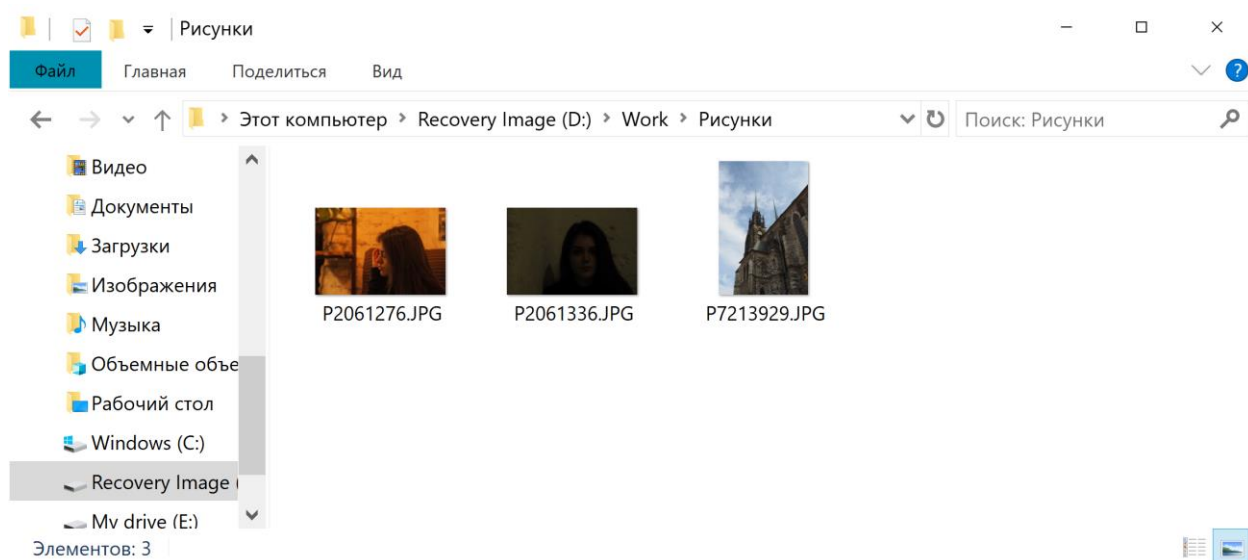 Рисунки
Файл Главная Поделиться Вид
Этот компьютер Recovery Image (D:) Work Рисунки Поиск: Рисунки
Видео
Документы
Загрузки
Изображения
Музыка
Объемные объе
Рабочий стол
Windows (C:)
Recovery Image (
My drive (E:)
P2061276.JPG P2061336.JPG P7213929.JPG
Элементов: 3